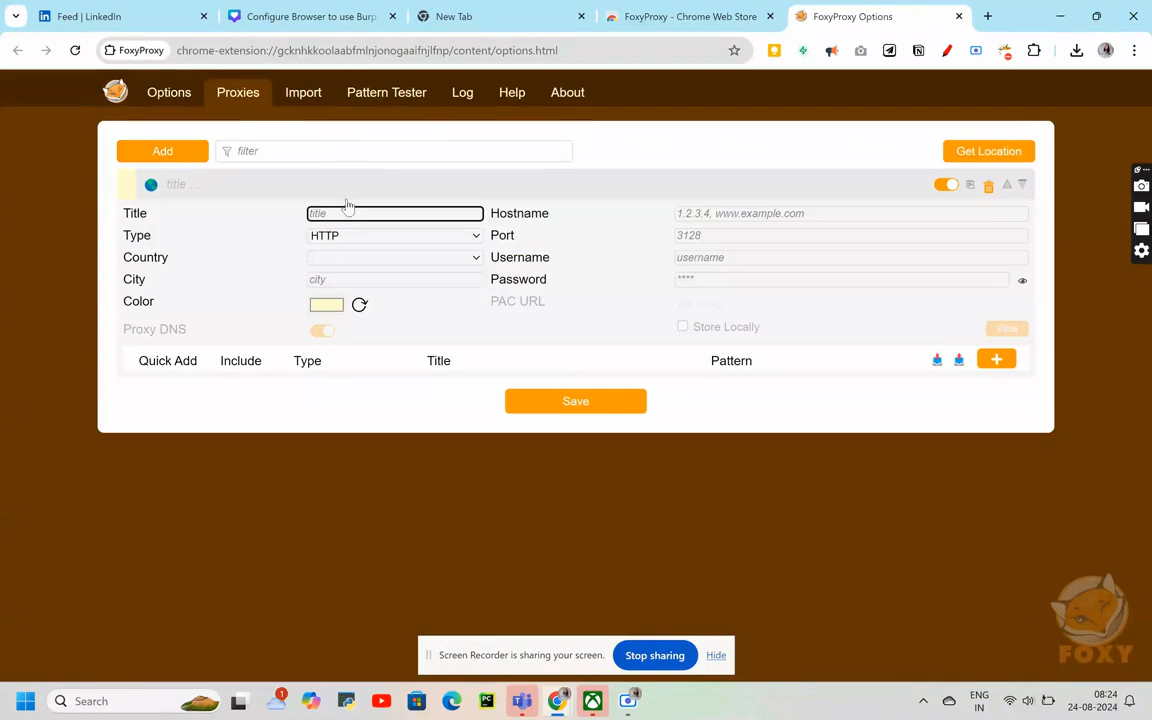 Feed | LinkedIn
Configure Browser to use Burp
New Tab
FoxyProxy - Chrome Web Store
FoxyProxy Options
FoxyProxy
chrome-extension://gcknhkkoolaabfmlnjonogaaifnjlfnp/content/options.html
Options
Proxies
Import
Pattern Tester
Log
Help
About
Add
filter
Get Location
title ...
Title
title
Hostname
1.2.3.4, www.example.com
Type
HTTP
Port
3128
Country
Username
username
City
city
Password
****
Color
PAC URL
Proxy DNS
Store Locally
View
Quick Add
Include
Type
Title
Pattern
Save
FOXY
Screen Recorder is sharing your screen.
Stop sharing
Hide
Search
1
PC
ENG
IN
08:24
24-08-2024